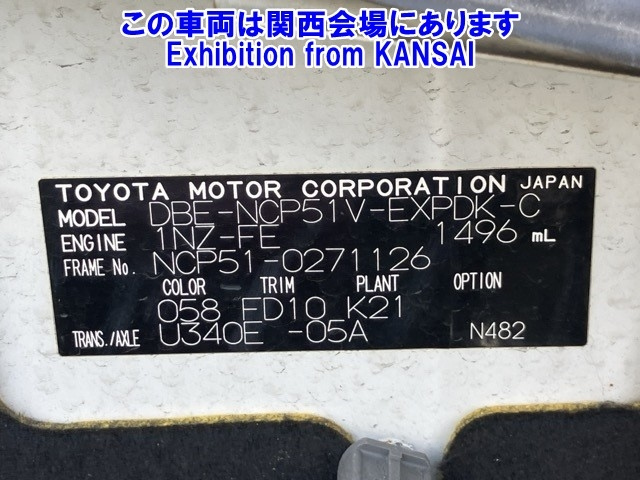 この車両は関西会場にあります
Exhibition from KANSAI
TOYOTA MOTOR CORPORATION JAPAN
MODEL DBE-NCP51V-EXPDK-C
ENGINE 1NZ-FE 1496 mL
FRAME No. NCP51-0271126
COLOR TRIM PLANT OPTION
058 FD10 K21
TRANS./AXLE U340E -05A N482